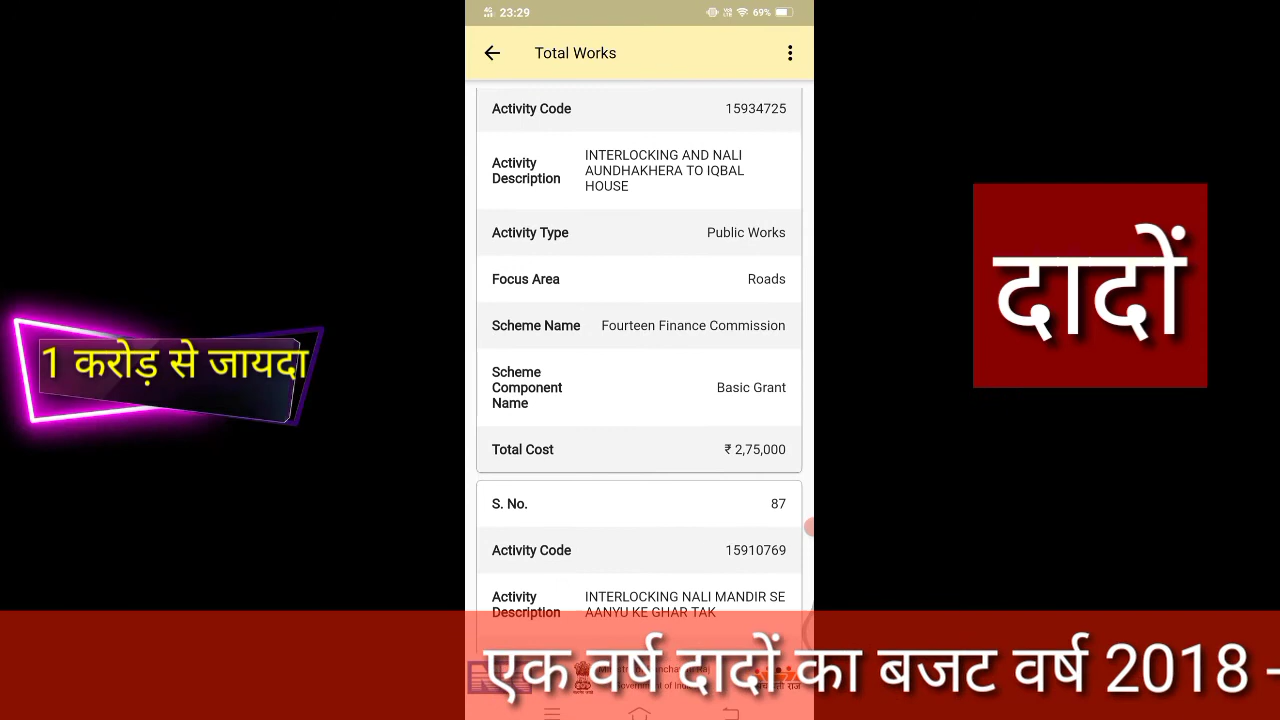 4G 23:29 69%
Total Works
Activity Code 15934725
Activity Description INTERLOCKING AND NALI AUNDHAKHERA TO IQBAL HOUSE
Activity Type Public Works
Focus Area Roads
Scheme Name Fourteen Finance Commission
Scheme Component Name Basic Grant
Total Cost ₹ 2,75,000
S. No. 87
Activity Code 15910769
Activity Description INTERLOCKING NALI MANDIR SE AANYU KE GHAR TAK
1 करोड़ से जायदा
दादों
एक वर्ष दादों का बजट वर्ष 2018 -